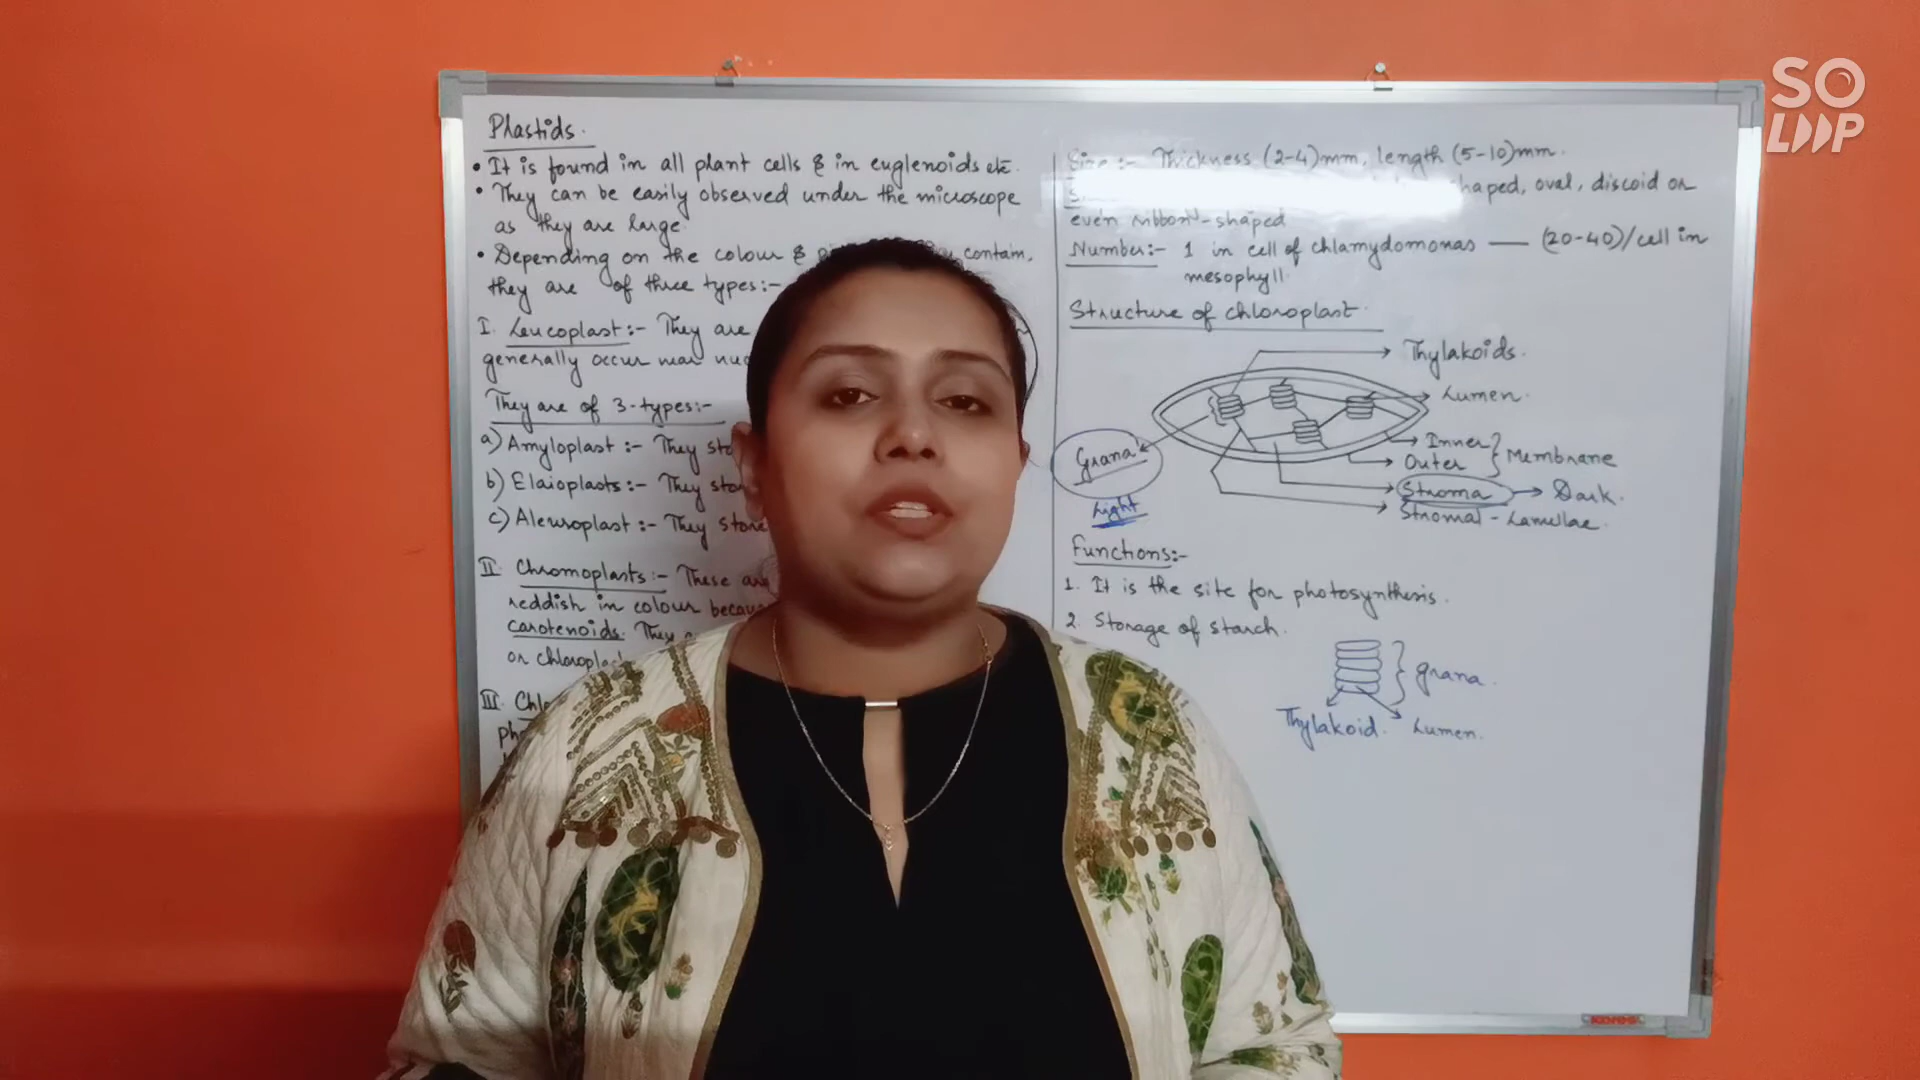 SO
LOOP
Plastids.
• It is found in all plant cells & in euglenoids etc.
• They can be easily observed under the microscope
as they are large.
• Depending on the colour & contain,
they are of three types:-
I. Leucoplast:- They are
generally occur near
They are of 3-types:-
a) Amyloplast:- They
b) Elaioplasts:- They
c) Aleuroplast:- They store
II. Chromoplasts:- These are
reddish in colour
carotenoids. They
or
III.
Size:- Thickness (2-4)mm, length (5-10)mm.
shaped, oval, discoid or
even ribbon-shaped
Number:- 1 in cell of chlamydomonas — (20-40)/cell in
mesophyll.
Structure of chloroplast.
Thylakoids.
Lumen.
Grana
Light
Inner
Outer } Membrane
Stroma → Dark.
Stromal-Lamellae.
Functions:-
1. It is the site for photosynthesis.
2. Storage of starch.
} grana.
Thylakoid. Lumen.